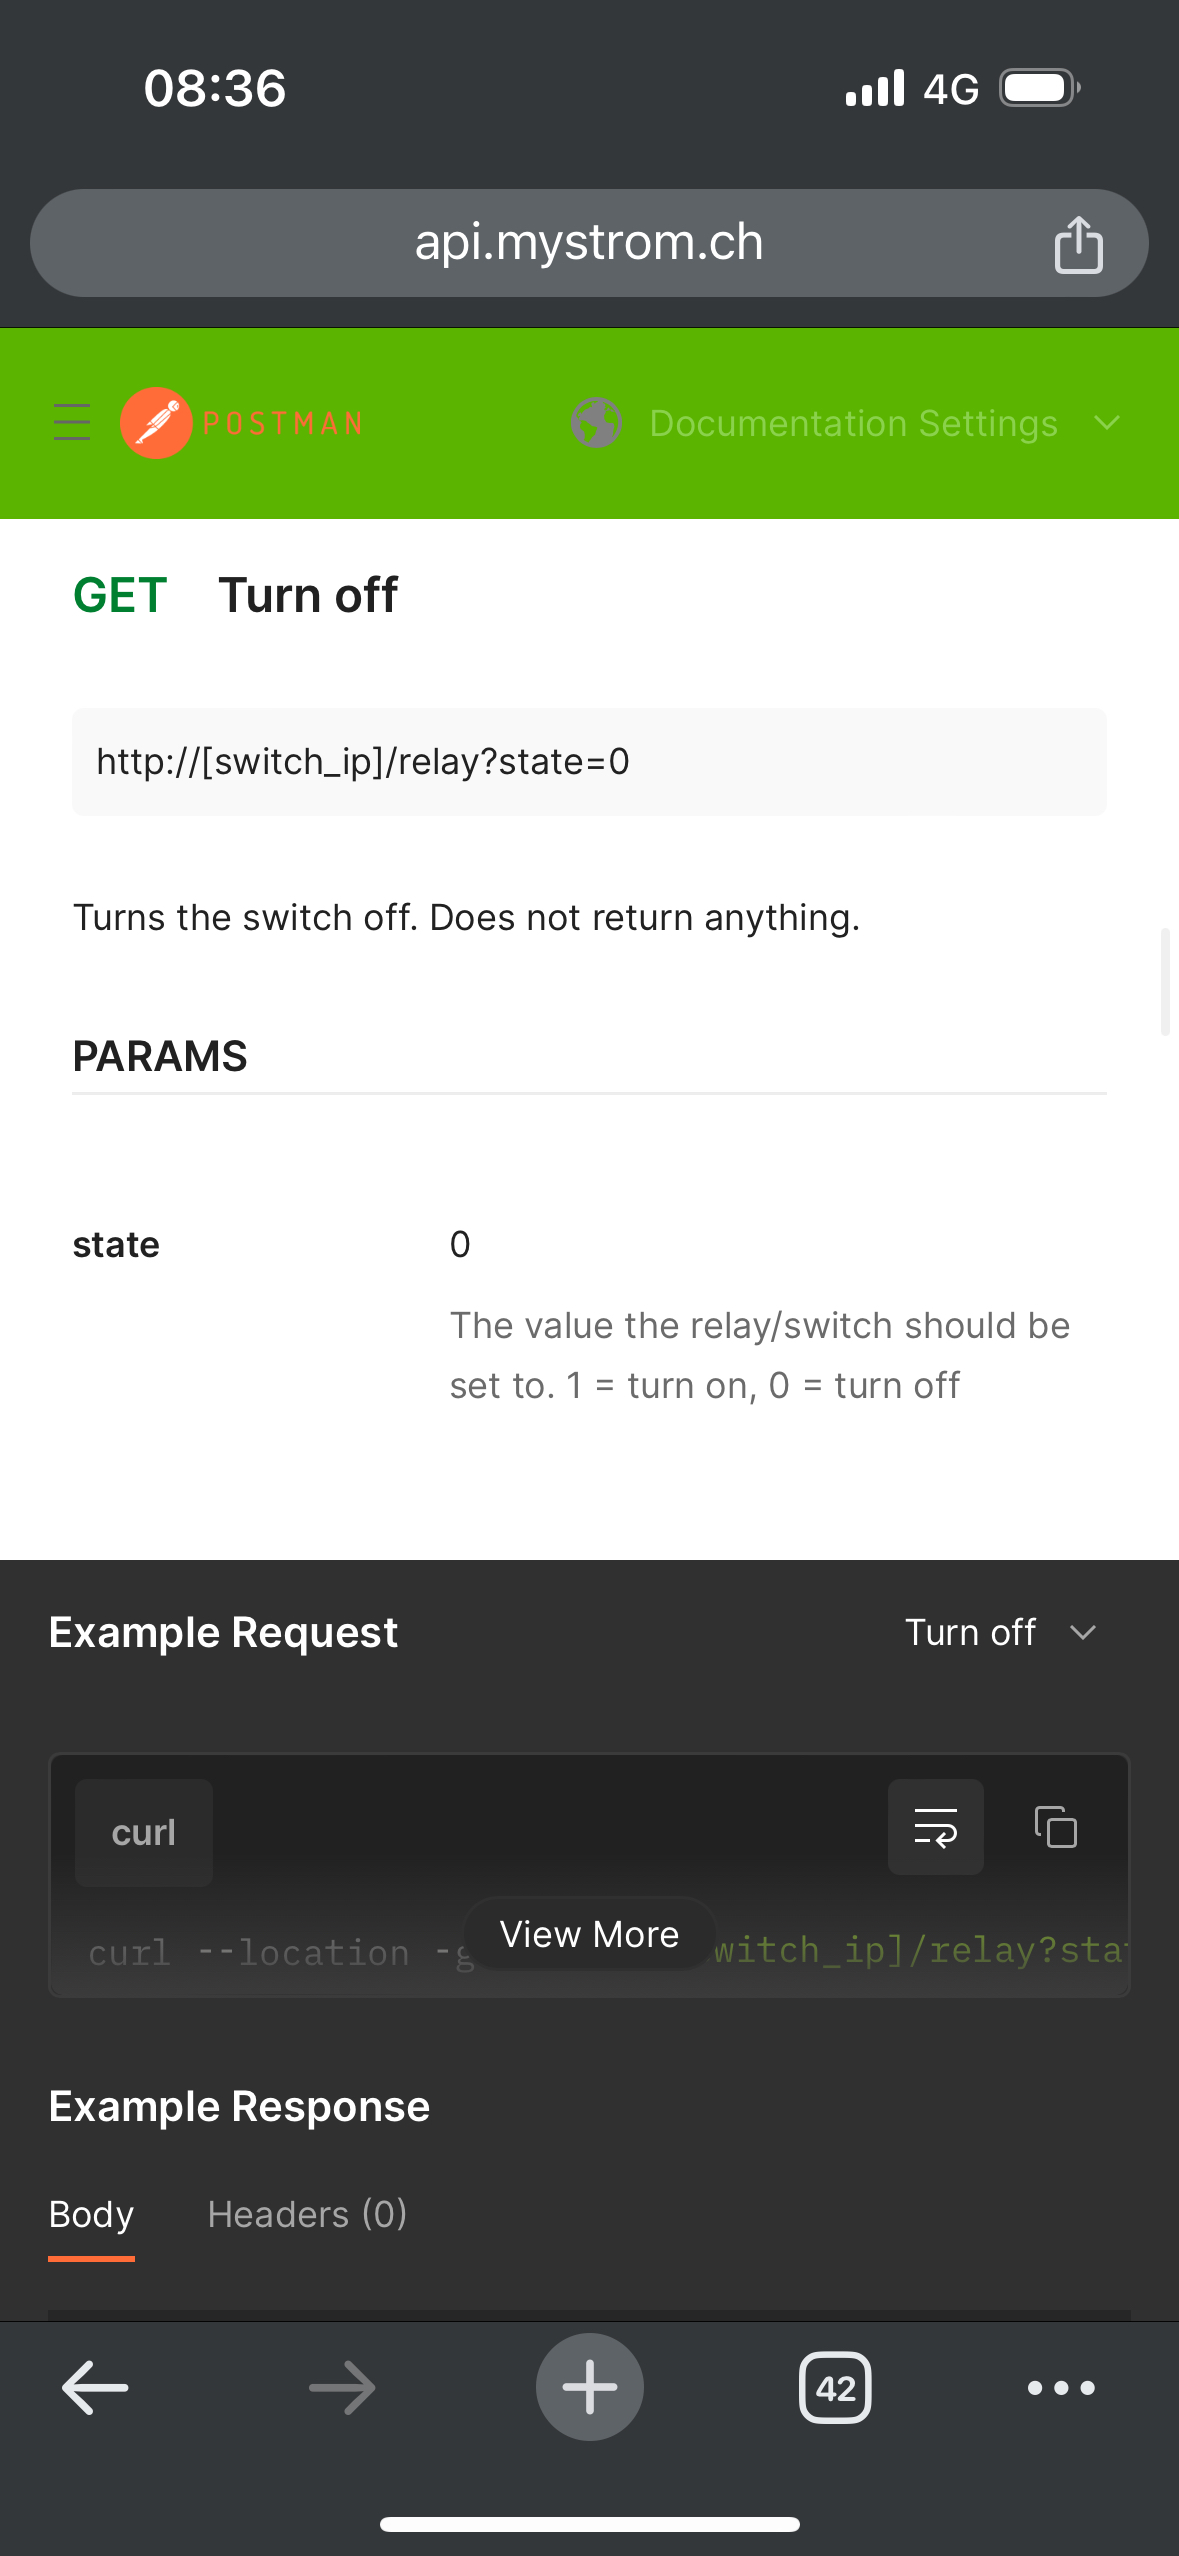 08:36
4G
api.mystrom.ch
POSTMAN
Documentation Settings
GET Turn off
http://[switch_ip]/relay?state=0
Turns the switch off. Does not return anything.
PARAMS
state
0
The value the relay/switch should be
set to. 1 = turn on, 0 = turn off
Example Request
Turn off
curl
curl --location -g
View More
witch_ip]/relay?sta
Example Response
Body
Headers (0)
42